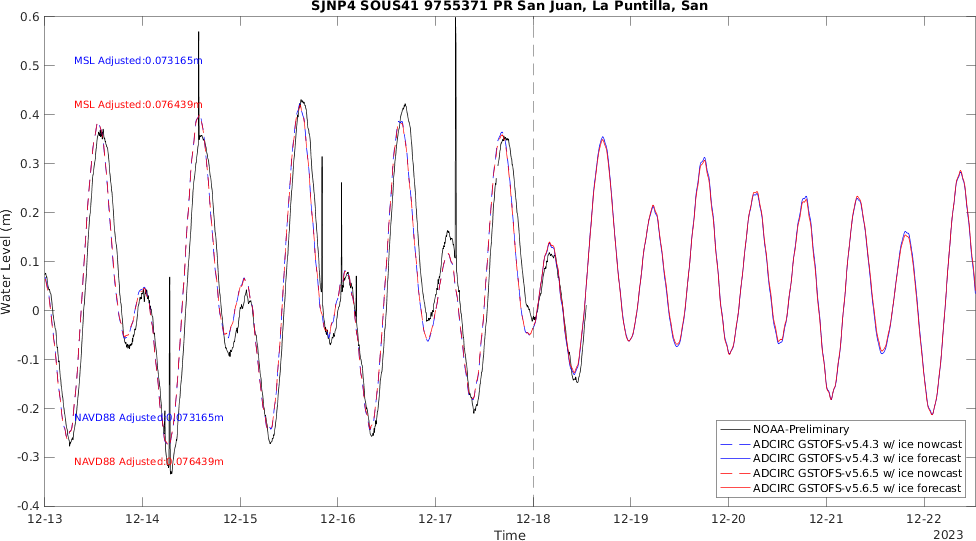 SJNP4 SOUS41 9755371 PR San Juan, La Puntilla, San
0.6
0.5
0.4
0.3
0.2
0.1
0
-0.1
-0.2
-0.3
-0.4
Water Level (m)
MSL Adjusted:0.073165m
MSL Adjusted:0.076439m
NAVD88 Adjusted:0.073165m
NAVD88 Adjusted:0.076439m
NOAA-Preliminary
ADCIRC GSTOFS-v5.4.3 w/ ice nowcast
ADCIRC GSTOFS-v5.4.3 w/ ice forecast
ADCIRC GSTOFS-v5.6.5 w/ ice nowcast
ADCIRC GSTOFS-v5.6.5 w/ ice forecast
12-13 12-14 12-15 12-16 12-17 12-18 12-19 12-20 12-21 12-22
Time
2023